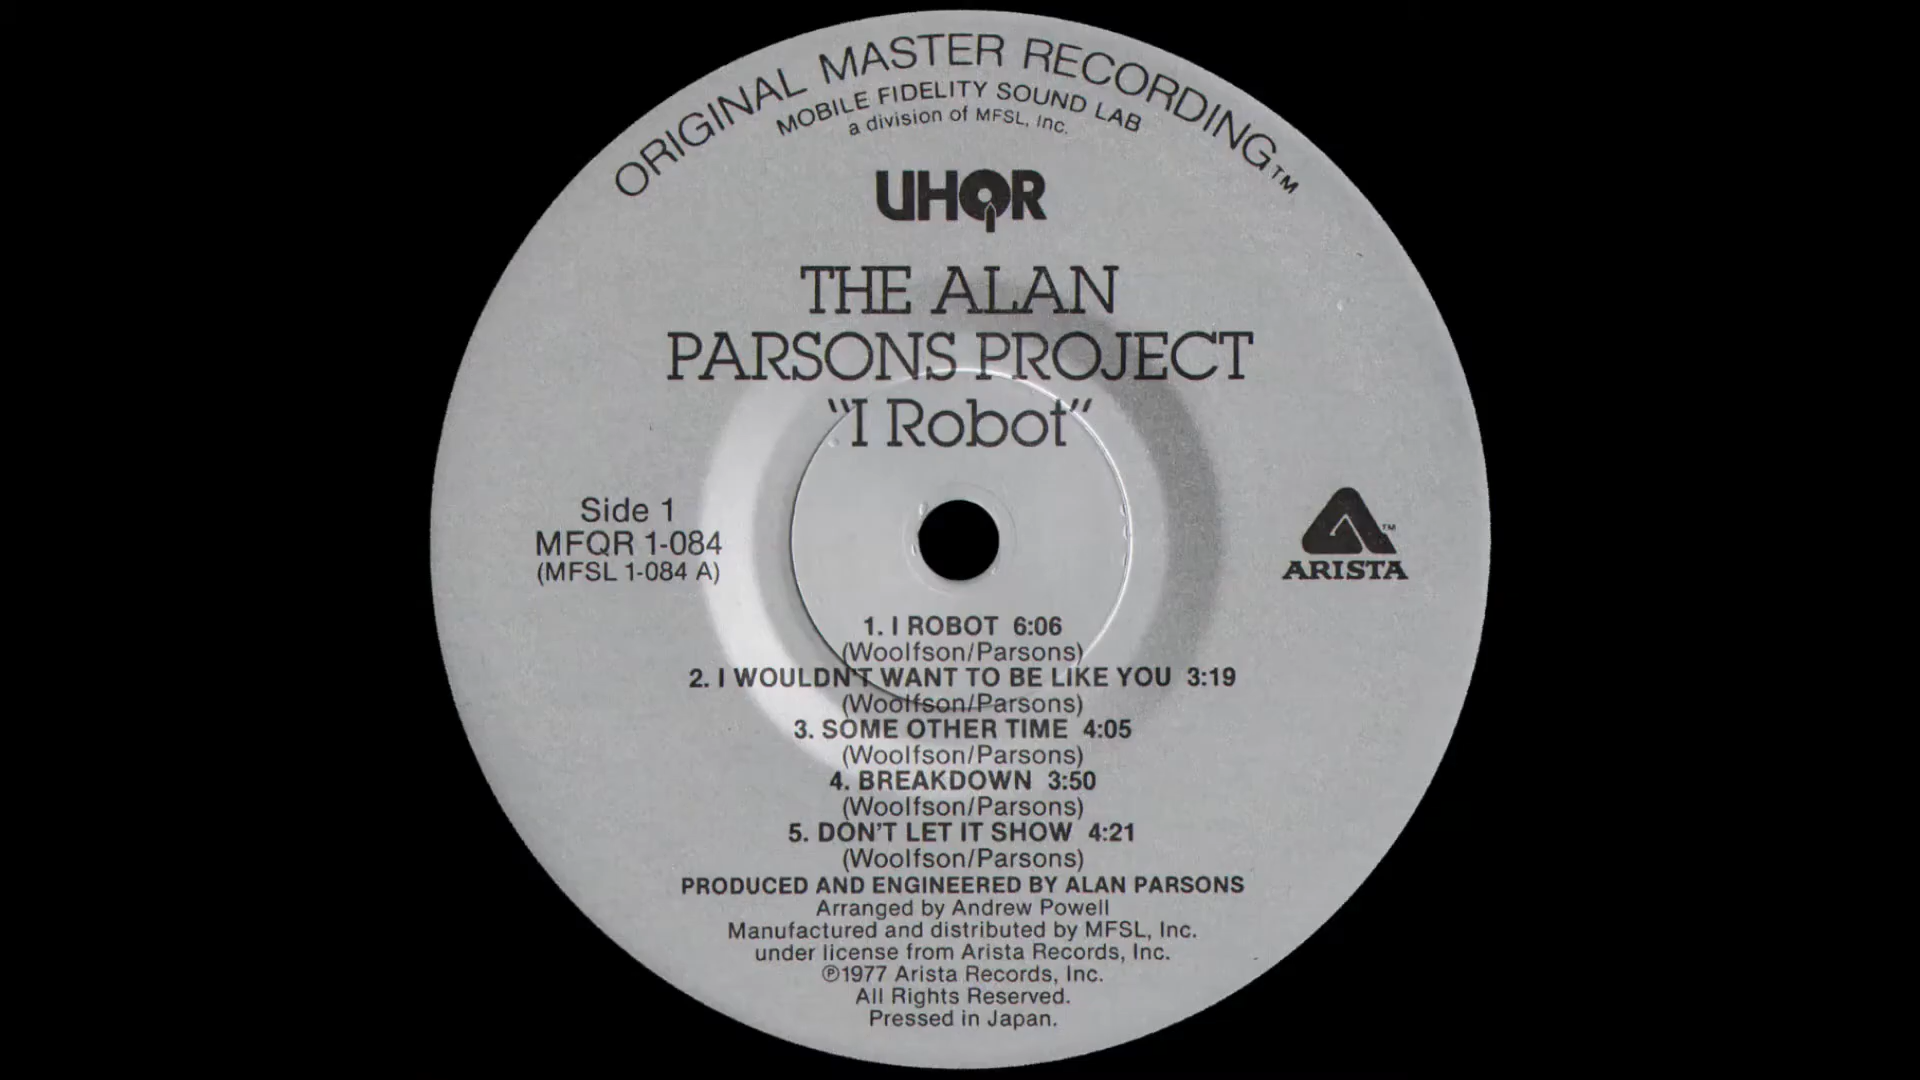 ORIGINAL MASTER RECORDING™
MOBILE FIDELITY SOUND LAB
a division of MFSL, Inc.
UHQR
THE ALAN
PARSONS PROJECT
"I Robot"
Side 1
MFQR 1-084
(MFSL 1-084 A)
™
ARISTA
1. I ROBOT 6:06
(Woolfson/Parsons)
2. I WOULDN'T WANT TO BE LIKE YOU 3:19
(Woolfson/Parsons)
3. SOME OTHER TIME 4:05
(Woolfson/Parsons)
4. BREAKDOWN 3:50
(Woolfson/Parsons)
5. DON'T LET IT SHOW 4:21
(Woolfson/Parsons)
PRODUCED AND ENGINEERED BY ALAN PARSONS
Arranged by Andrew Powell
Manufactured and distributed by MFSL, Inc.
under license from Arista Records, Inc.
℗1977 Arista Records, Inc.
All Rights Reserved.
Pressed in Japan.